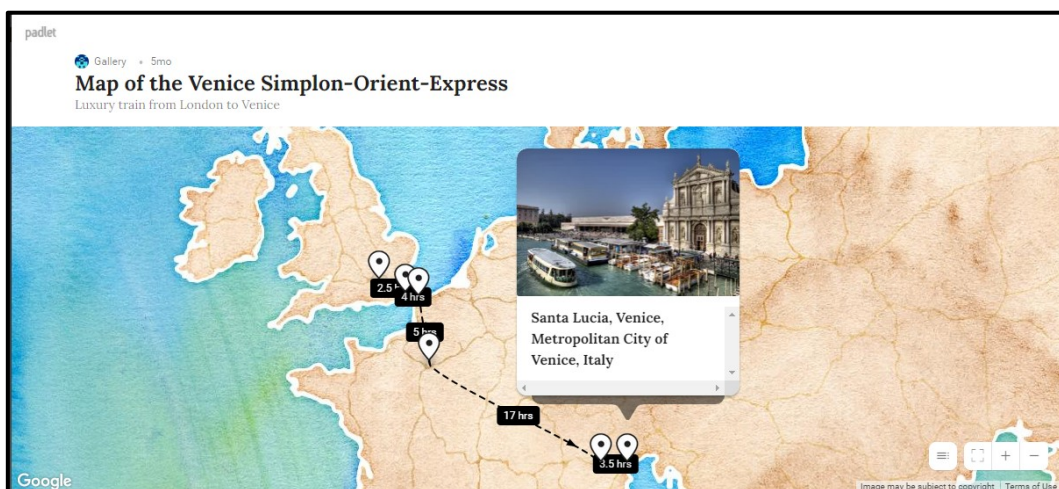 padlet
Gallery • 5mo
Map of the Venice Simplon-Orient-Express
Luxury train from London to Venice
Santa Lucia, Venice,
Metropolitan City of
Venice, Italy
2.5
4 hrs
5 hrs
17 hrs
3.5 hrs
Google
Image may be subject to copyright
Terms of Use